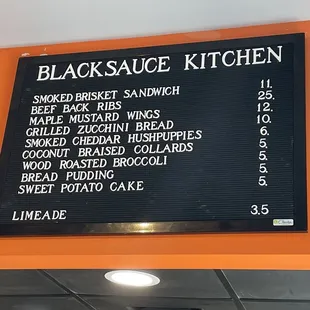 BLACKSAUCE KITCHEN
SMOKED BRISKET SANDWICH 11.
BEEF BACK RIBS 25.
MAPLE MUSTARD WINGS 12.
GRILLED ZUCCHINI BREAD 10.
SMOKED CHEDDAR HUSHPUPPIES 6.
COCONUT BRAISED COLLARDS 5.
WOOD ROASTED BROCCOLI 5.
BREAD PUDDING 5.
SWEET POTATO CAKE 5.
LIMEADE 3.5